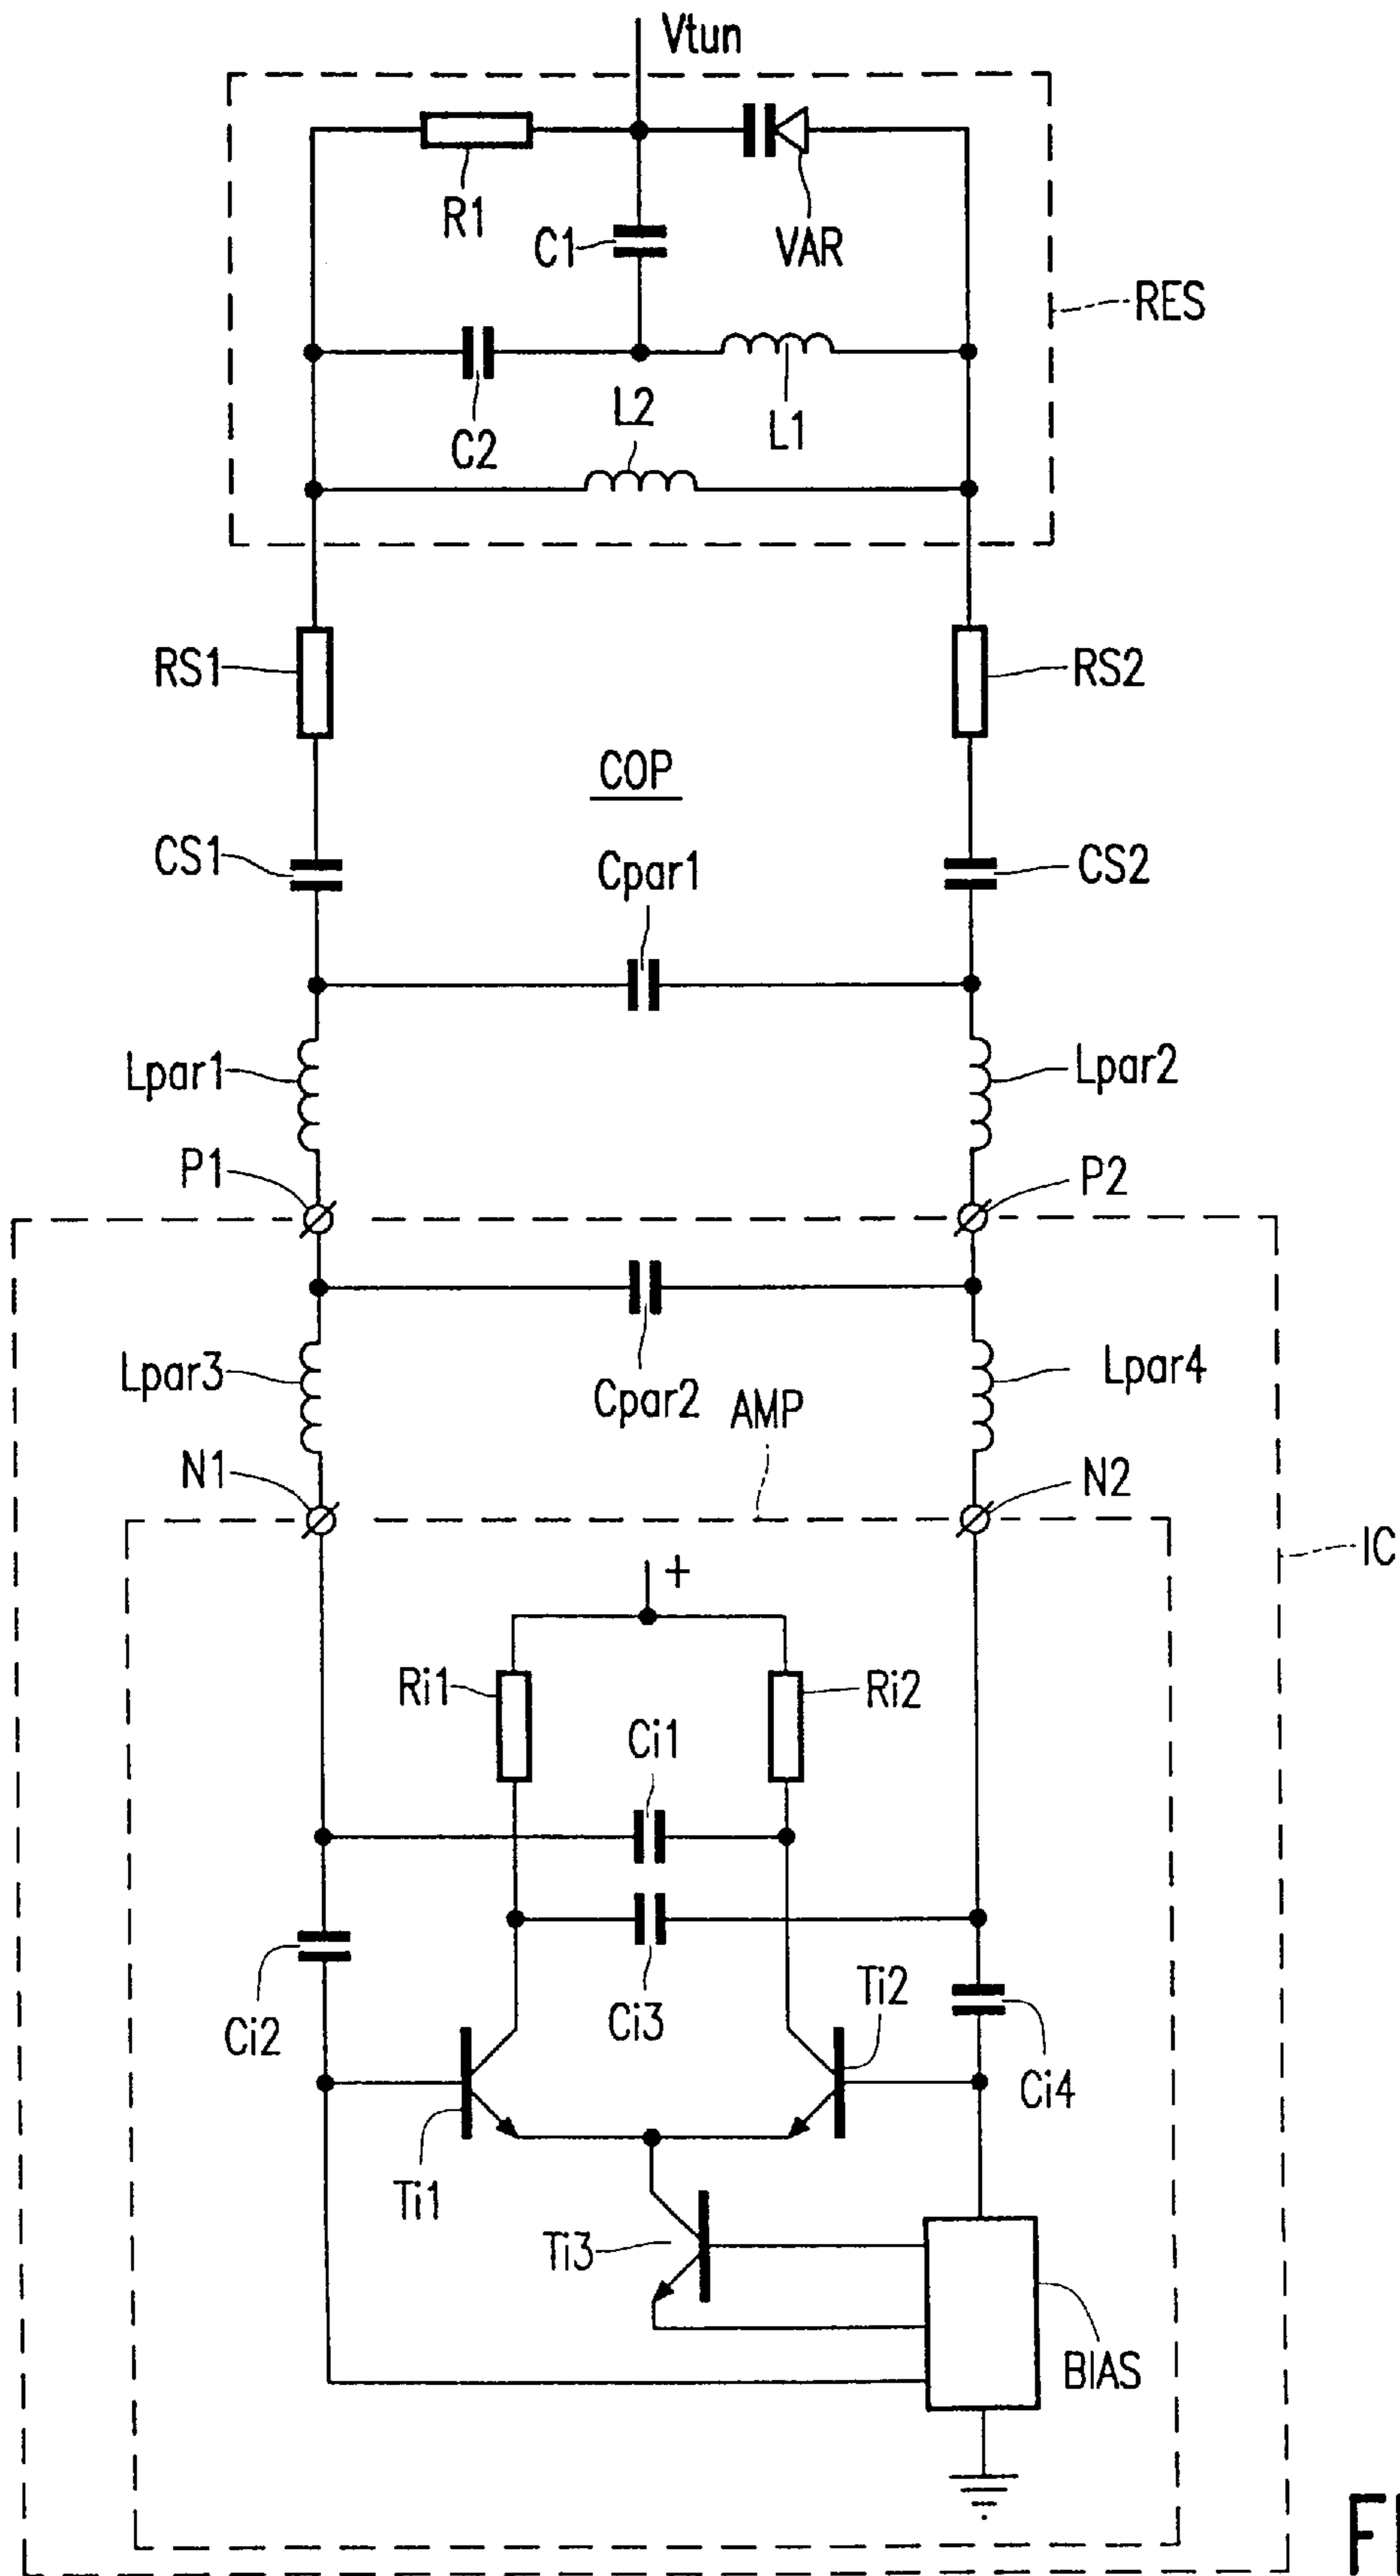 Vtun
R1
C1
VAR
RES
C2
L2
L1
RS1
RS2
COP
CS1
Cpar1
CS2
Lpar1
Lpar2
P1
P2
Lpar3
Cpar2
AMP
Lpar4
N1
N2
IC
+
Ri1
Ri2
Ci1
Ci2
Ci3
Ti2
Ci4
Ti1
Ti3
BIAS